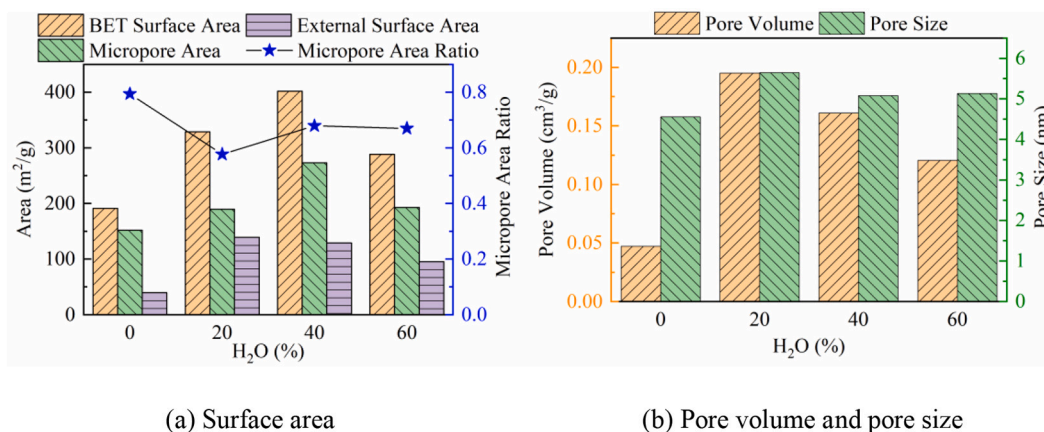 BET Surface Area External Surface Area
Micropore Area Micropore Area Ratio
400
300
200
100
0
Area (m²/g)
0 20 40 60
H₂O (%)
0.8
0.6
0.4
0.2
0.0
Micropore Area Ratio
(a) Surface area
Pore Volume Pore Size
0.20
0.15
0.10
0.05
0.00
Pore Volume (cm³/g)
0 20 40 60
H₂O (%)
6
5
4
3
2
1
0
Pore Size (nm)
(b) Pore volume and pore size